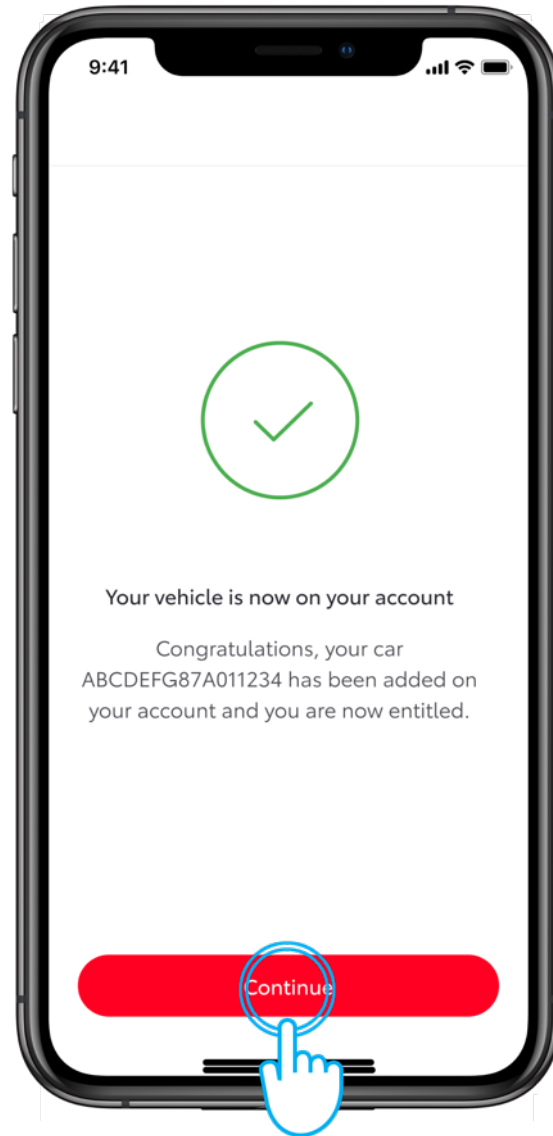 9:41
Your vehicle is now on your account
Congratulations, your car
ABCDEFG87A011234 has been added on
your account and you are now entitled.
Continue